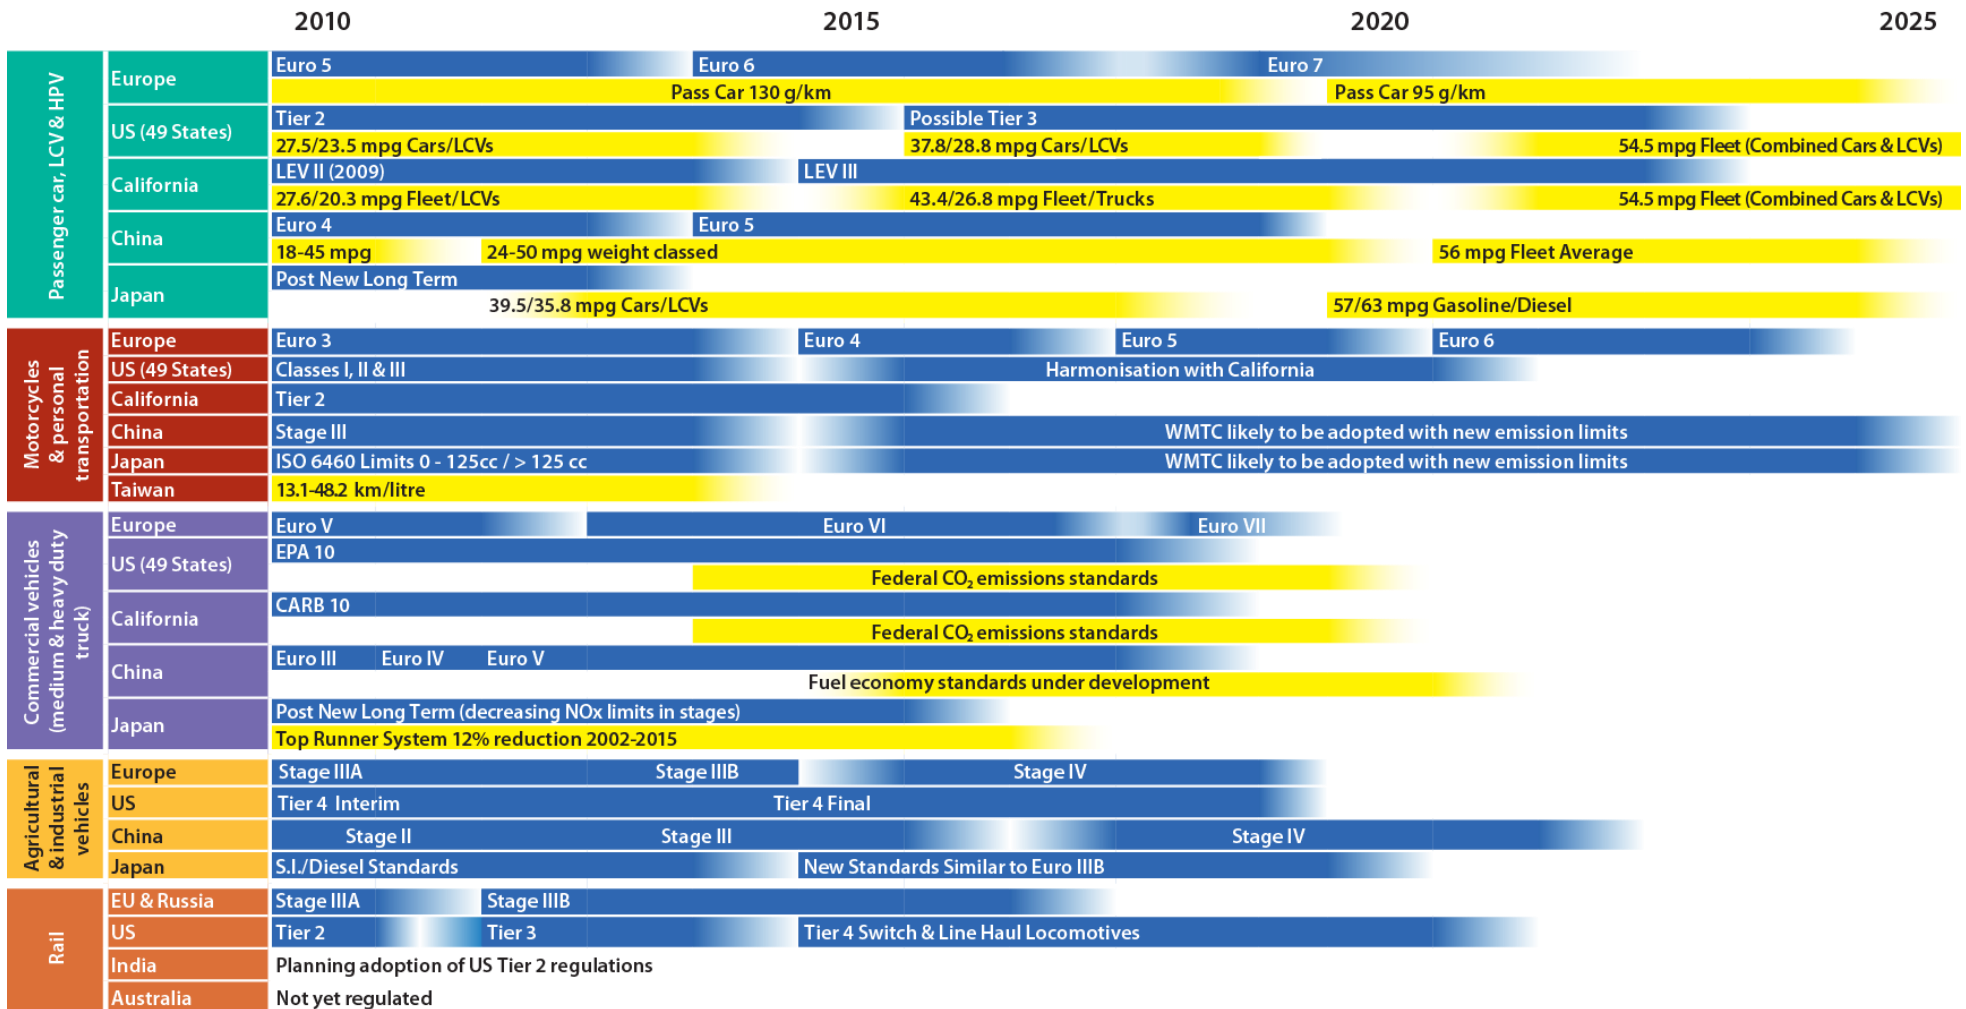 2010 2015 2020 2025
Passenger car, LCV & HPV
Europe
Euro 5 Euro 6 Euro 7
Pass Car 130 g/km Pass Car 95 g/km
US (49 States)
Tier 2 Possible Tier 3
27.5/23.5 mpg Cars/LCVs 37.8/28.8 mpg Cars/LCVs 54.5 mpg Fleet (Combined Cars & LCVs)
California
LEV II (2009) LEV III
27.6/20.3 mpg Fleet/LCVs 43.4/26.8 mpg Fleet/Trucks 54.5 mpg Fleet (Combined Cars & LCVs)
China
Euro 4 Euro 5
18-45 mpg 24-50 mpg weight classed 56 mpg Fleet Average
Japan
Post New Long Term
39.5/35.8 mpg Cars/LCVs 57/63 mpg Gasoline/Diesel
Motorcycles
& personal
transportation
Europe Euro 3 Euro 4 Euro 5 Euro 6
US (49 States) Classes I, II & III Harmonisation with California
California Tier 2
China Stage III WMTC likely to be adopted with new emission limits
Japan ISO 6460 Limits 0 - 125cc / > 125 cc WMTC likely to be adopted with new emission limits
Taiwan 13.1-48.2 km/litre
Commercial vehicles
(medium & heavy duty
truck)
Europe Euro V Euro VI Euro VII
US (49 States)
EPA 10
Federal CO₂ emissions standards
California
CARB 10
Federal CO₂ emissions standards
China
Euro III Euro IV Euro V
Fuel economy standards under development
Japan
Post New Long Term (decreasing NOx limits in stages)
Top Runner System 12% reduction 2002-2015
Agricultural
& industrial
vehicles
Europe Stage IIIA Stage IIIB Stage IV
US Tier 4 Interim Tier 4 Final
China Stage II Stage III Stage IV
Japan S.I./Diesel Standards New Standards Similar to Euro IIIB
Rail
EU & Russia Stage IIIA Stage IIIB
US Tier 2 Tier 3 Tier 4 Switch & Line Haul Locomotives
India Planning adoption of US Tier 2 regulations
Australia Not yet regulated